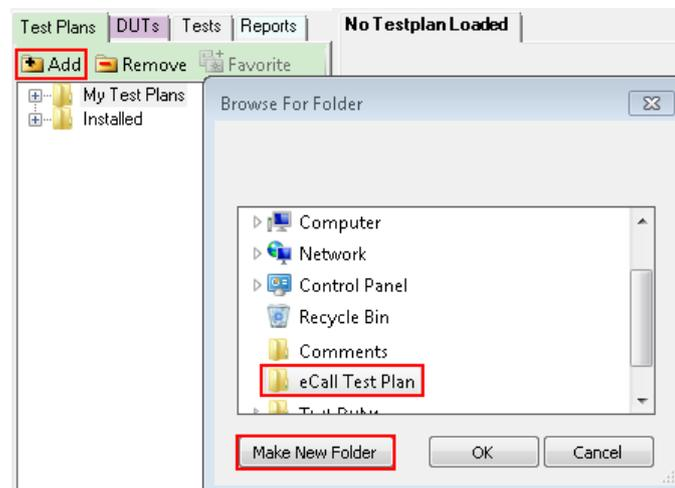 Test Plans DUTs Tests Reports No Testplan Loaded
Add Remove Favorite
My Test Plans
Installed
Browse For Folder
Computer
Network
Control Panel
Recycle Bin
Comments
eCall Test Plan
Make New Folder OK Cancel